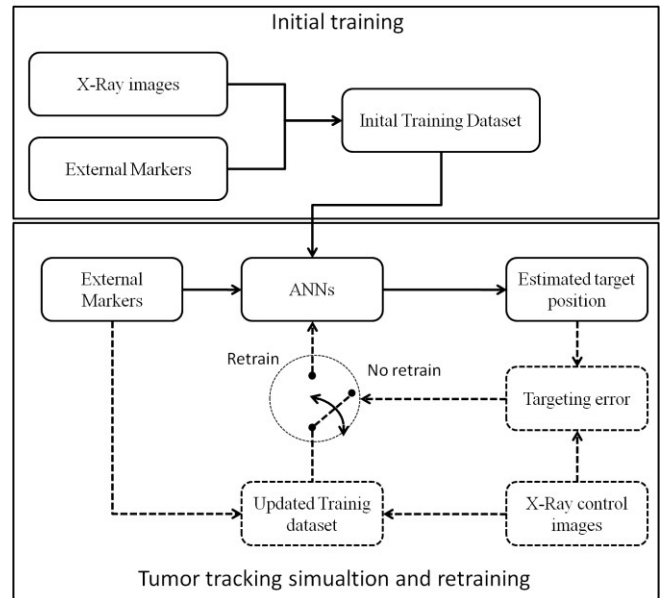 Initial training
X-Ray images
Inital Training Dataset
External Markers
External
Markers
ANNs
Estimated target
position
Retrain
No retrain
Targeting error
Updated Trainig
dataset
X-Ray control
images
Tumor tracking simualtion and retraining